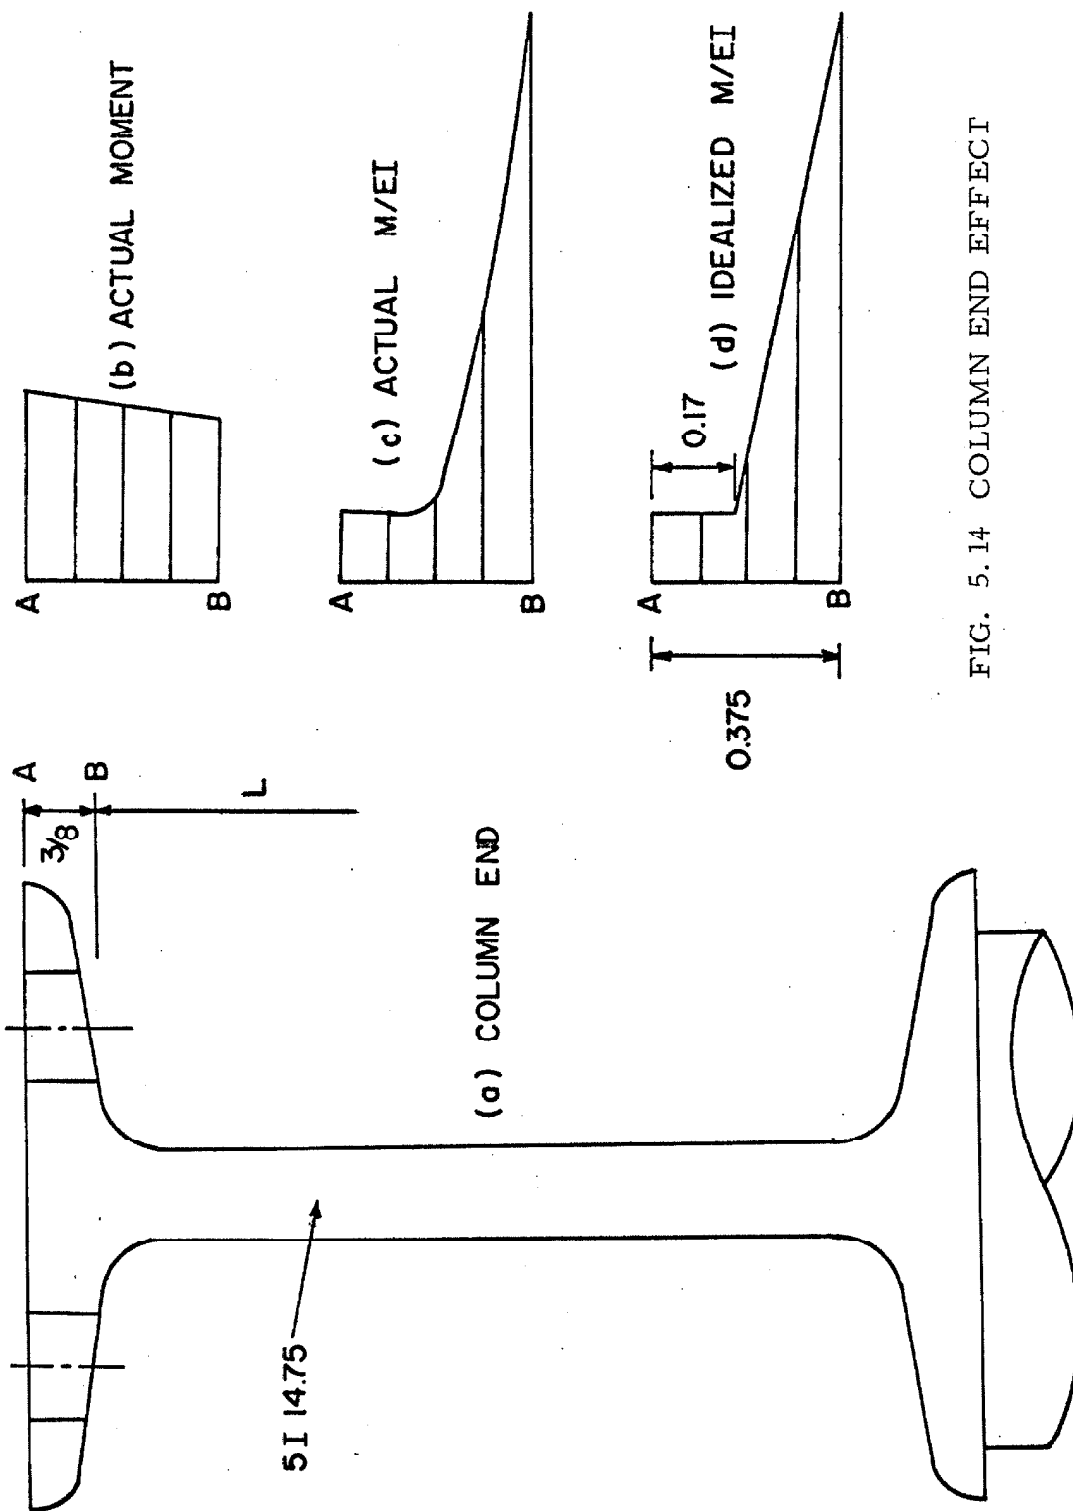 A
B
3/8
L
5I 14.75
(a) COLUMN END
A
B
(b) ACTUAL MOMENT
A
B
(c) ACTUAL M/EI
A
B
0.17
0.375
(d) IDEALIZED M/EI
FIG. 5.14 COLUMN END EFFECT